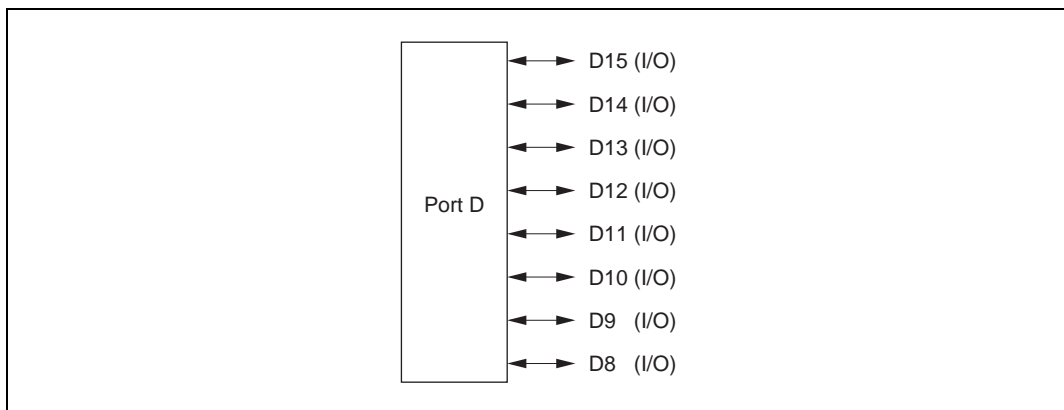 D15 (I/O)
D14 (I/O)
D13 (I/O)
D12 (I/O)
Port D
D11 (I/O)
D10 (I/O)
D9 (I/O)
D8 (I/O)